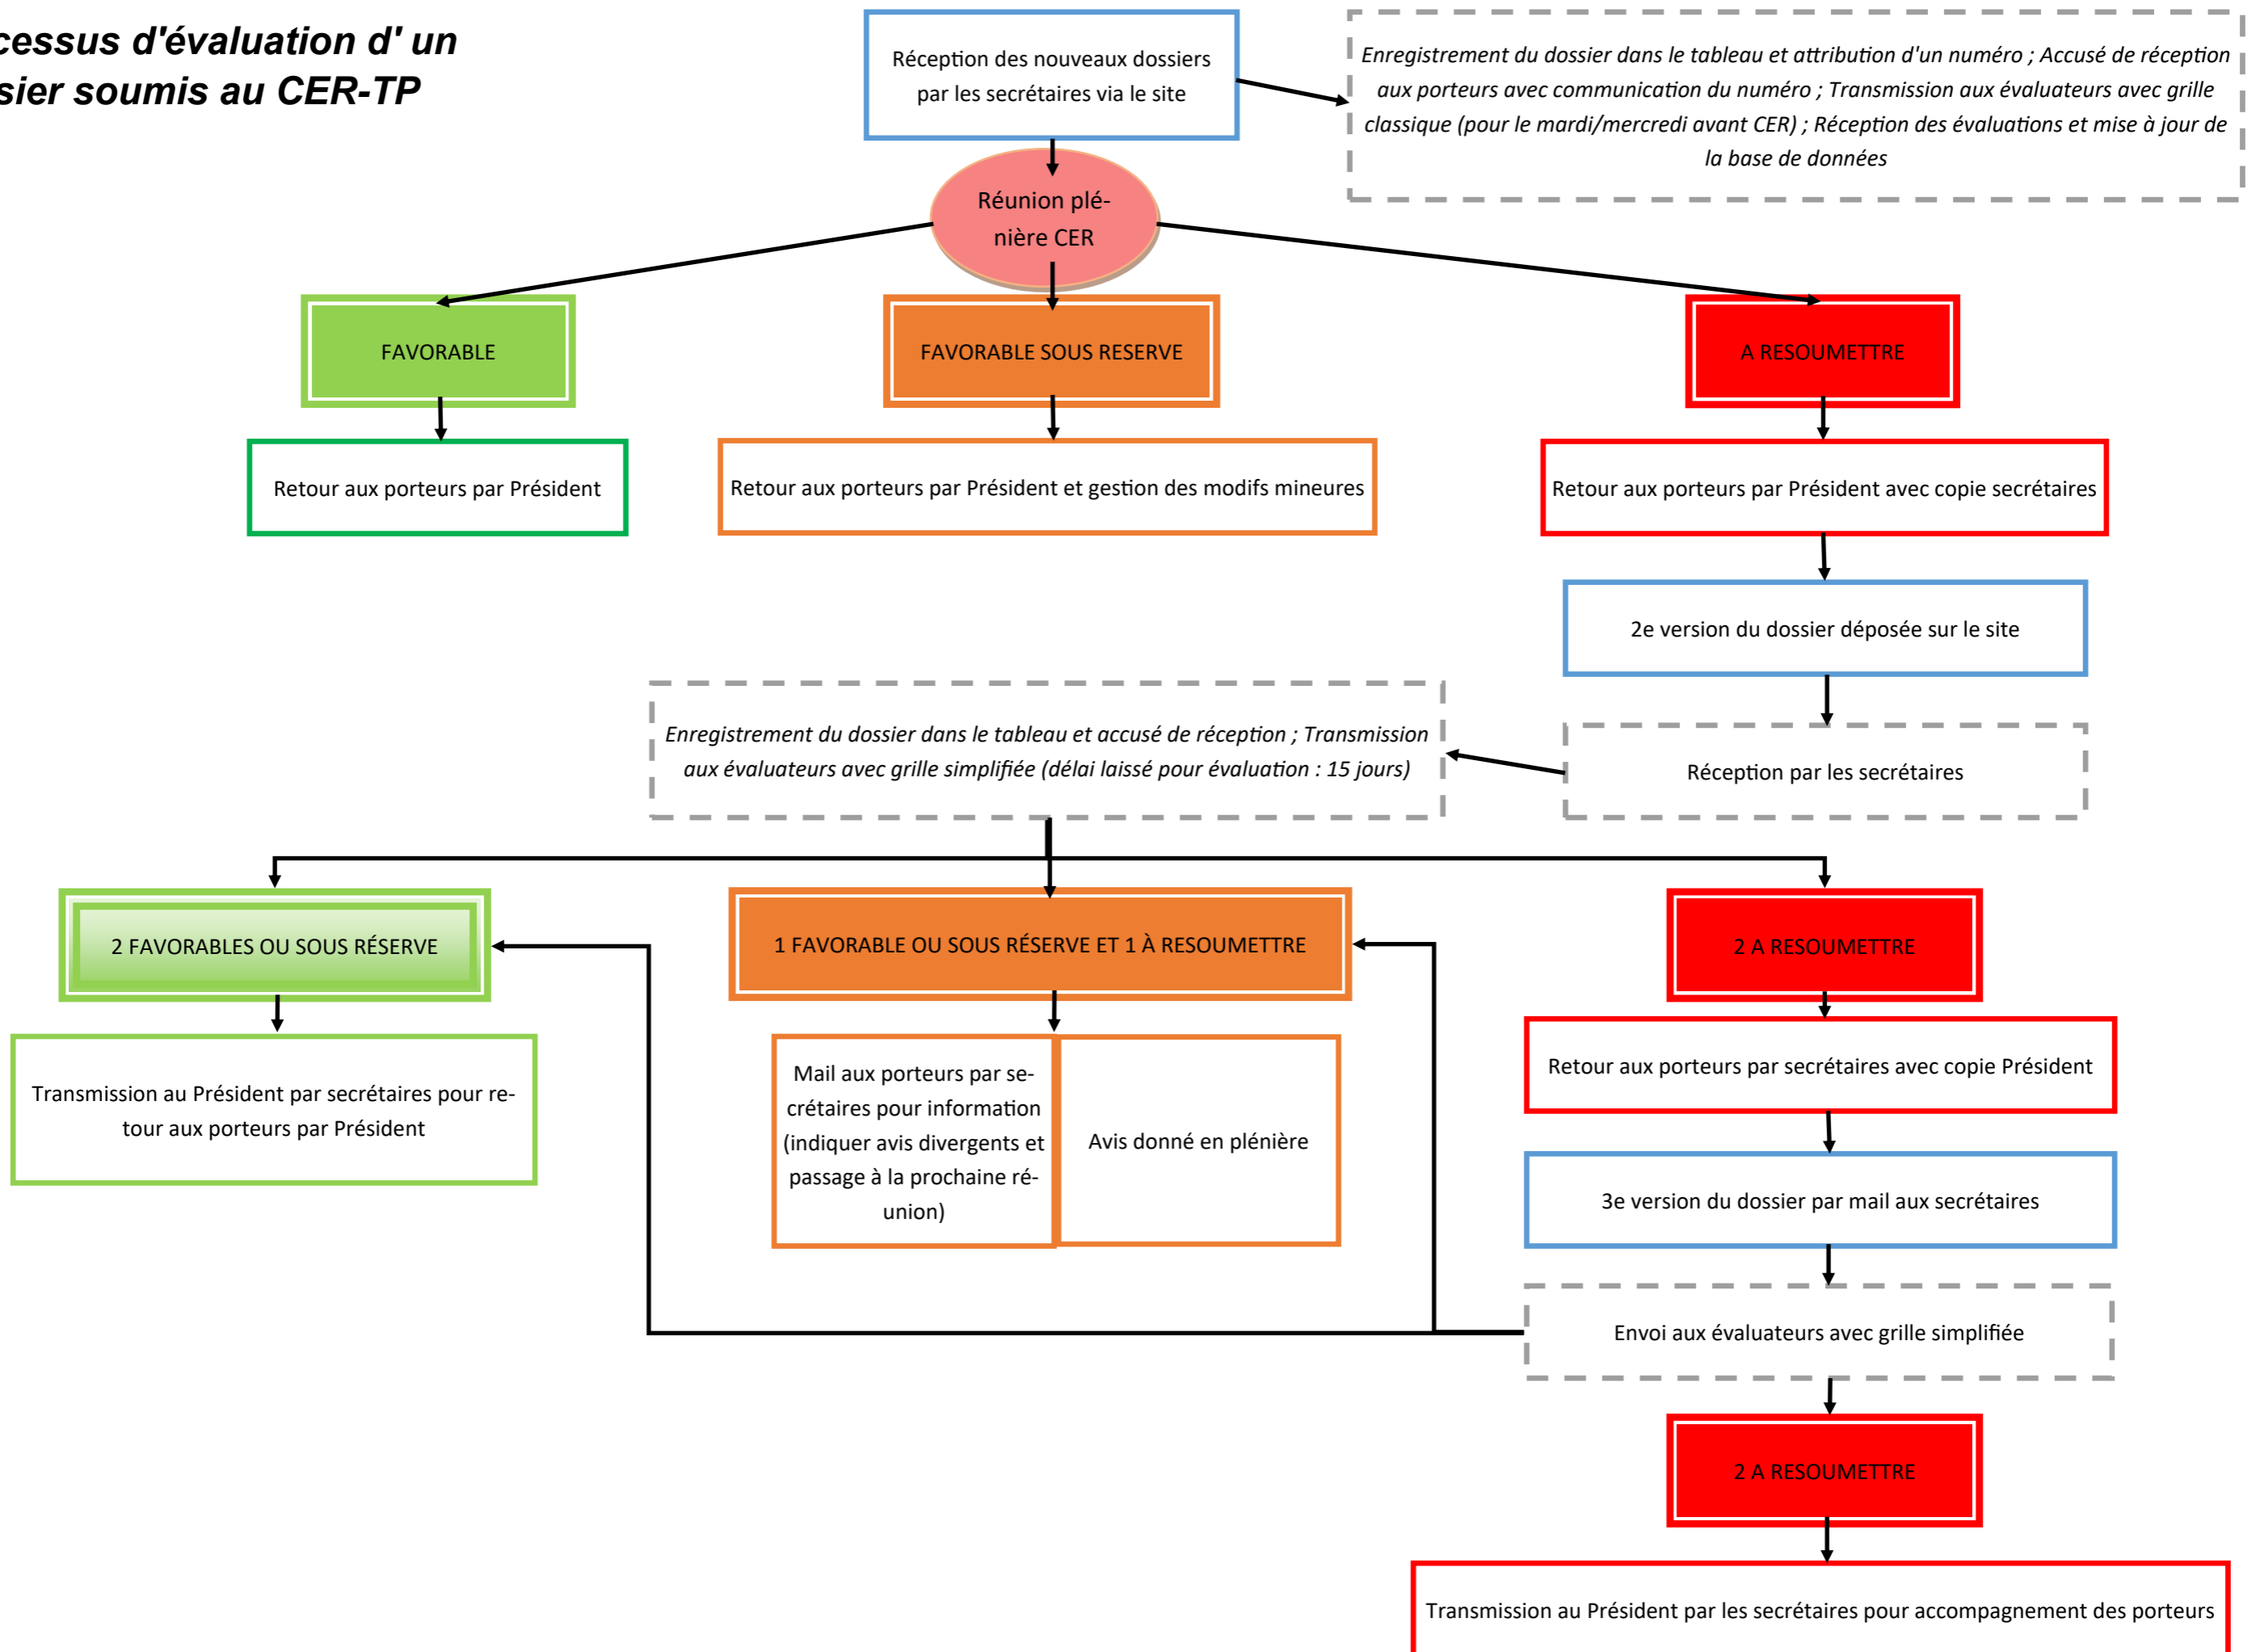 cessus d'évaluation d' un
sier soumis au CER-TP
Réception des nouveaux dossiers
par les secrétaires via le site
Enregistrement du dossier dans le tableau et attribution d'un numéro ; Accusé de réception
aux porteurs avec communication du numéro ; Transmission aux évaluateurs avec grille
classique (pour le mardi/mercredi avant CER) ; Réception des évaluations et mise à jour de
la base de données
Réunion plé-
nière CER
FAVORABLE
FAVORABLE SOUS RESERVE
A RESOUMETTRE
Retour aux porteurs par Président
Retour aux porteurs par Président et gestion des modifs mineures
Retour aux porteurs par Président avec copie secrétaires
2e version du dossier déposée sur le site
Enregistrement du dossier dans le tableau et accusé de réception ; Transmission
aux évaluateurs avec grille simplifiée (délai laissé pour évaluation : 15 jours)
Réception par les secrétaires
2 FAVORABLES OU SOUS RÉSERVE
1 FAVORABLE OU SOUS RÉSERVE ET 1 À RESOUMETTRE
2 A RESOUMETTRE
Transmission au Président par secrétaires pour re-
tour aux porteurs par Président
Mail aux porteurs par se-
crétaires pour information
(indiquer avis divergents et
passage à la prochaine ré-
union)
Avis donné en plénière
Retour aux porteurs par secrétaires avec copie Président
3e version du dossier par mail aux secrétaires
Envoi aux évaluateurs avec grille simplifiée
2 A RESOUMETTRE
Transmission au Président par les secrétaires pour accompagnement des porteurs